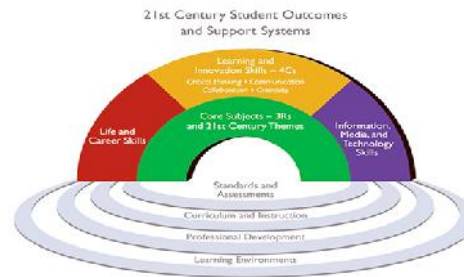 21st Century Student Outcomes
and Support Systems
Learning and
Innovation Skills – 4Cs
Critical thinking • Communication
Collaboration • Creativity
Core Subjects – 3Rs
and 21st Century Themes
Life and
Career Skills
Information,
Media, and
Technology
Skills
Standards and
Assessments
Curriculum and Instruction
Professional Development
Learning Environments